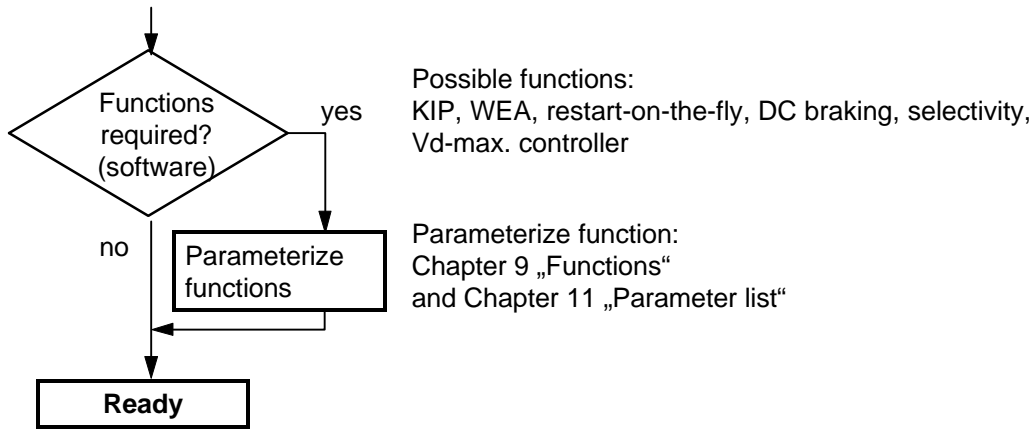 Functions
required?
(software)
yes
Possible functions:
KIP, WEA, restart-on-the-fly, DC braking, selectivity,
Vd-max. controller
no
Parameterize
functions
Parameterize function:
Chapter 9 „Functions“
and Chapter 11 „Parameter list“
Ready